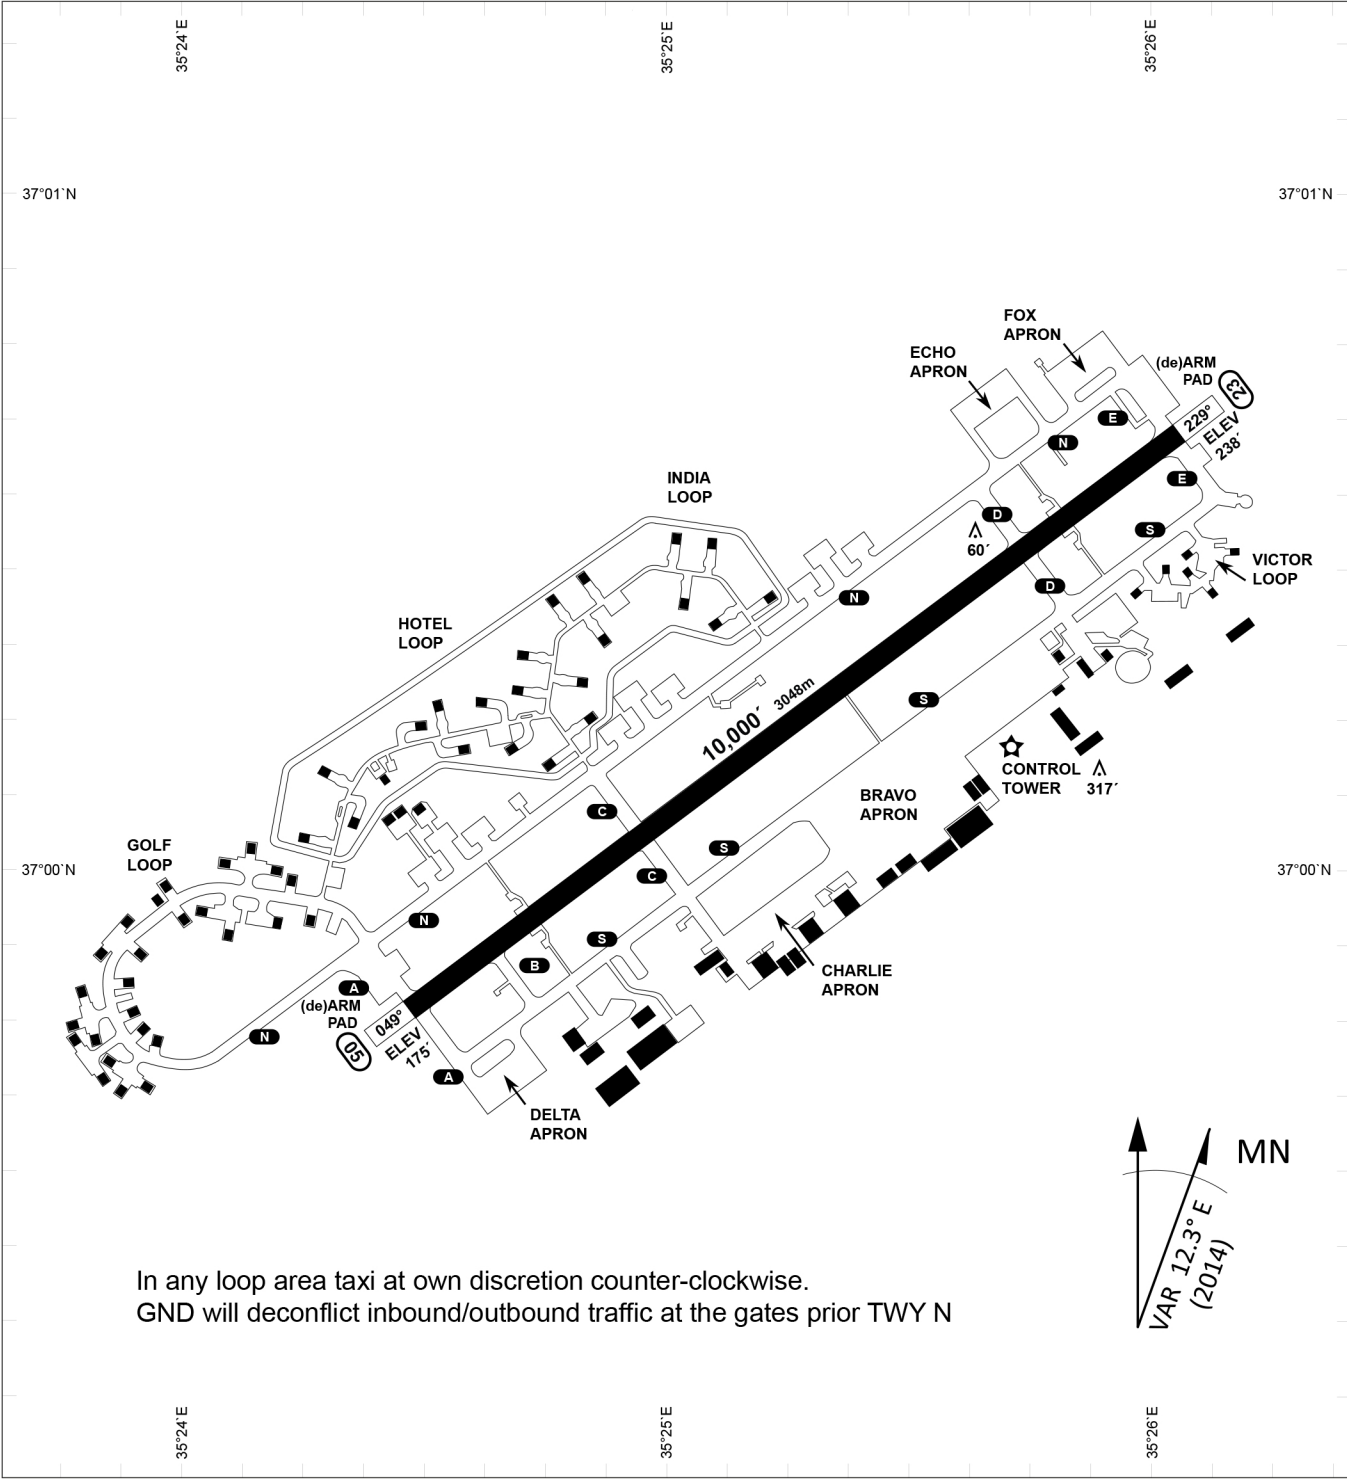 35°24`E
35°25`E
35°26`E
37°01`N
37°01`N
FOX
APRON
ECHO
APRON
(de)ARM
PAD
23
229°
ELEV
238´
E
N
E
INDIA
LOOP
D
S
60´
VICTOR
LOOP
D
N
HOTEL
LOOP
S
10,000´ 3048m
CONTROL
TOWER
317´
BRAVO
APRON
C
S
GOLF
LOOP
37°00`N
37°00`N
C
N
S
B
CHARLIE
APRON
A
(de)ARM
PAD
049°
05
ELEV
175´
N
A
DELTA
APRON
MN
VAR 12.3° E
(2014)
In any loop area taxi at own discretion counter-clockwise.
GND will deconflict inbound/outbound traffic at the gates prior TWY N
35°24`E
35°25`E
35°26`E